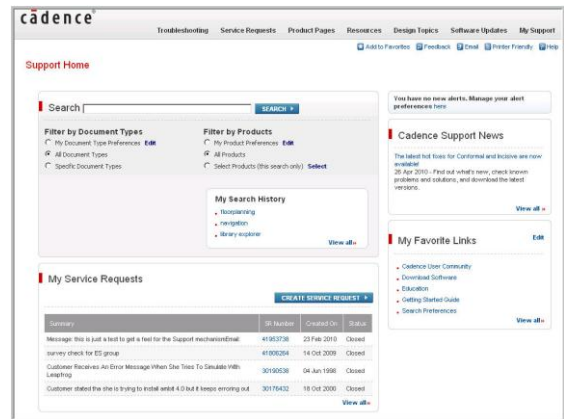 cādence
Troubleshooting Service Requests Product Pages Resources Design Topics Software Updates My Support
Add to Favorites Feedback Email Printer Friendly Help
Support Home
Search SEARCH
Filter by Document Types
My Document Type Preferences Edit
All Document Types
Specific Document Types
Filter by Products
My Product Preferences Edit
All Products
Select Products (this search only) Select
My Search History
floorplanning
navigation
library explorer
View all»
My Service Requests
CREATE SERVICE REQUEST
Summary SR Number Created On Status
Message: this is just a test to get a feel for the Support mechanismEmail: 41953738 23 Feb 2010 Closed
survey check for ES group 41806264 14 Oct 2009 Closed
Customer Receives An Error Message When She Tries To Simulate With Leapfrog 30190538 04 Jun 1998 Closed
Customer stated tha she is trying to install ambit 4.0 but it keeps erroring out 30176432 18 Oct 2000 Closed
View all»
You have no new alerts. Manage your alert
preferences here
Cadence Support News
The latest hot fixes for Conformal and Incisive are now
available!
26 Apr 2010 - Find out what's new, check known
problems and solutions, and download the latest
versions.
View all»
My Favorite Links Edit
Cadence User Community
Download Software
Education
Getting Started Guide
Search Preferences
View all»